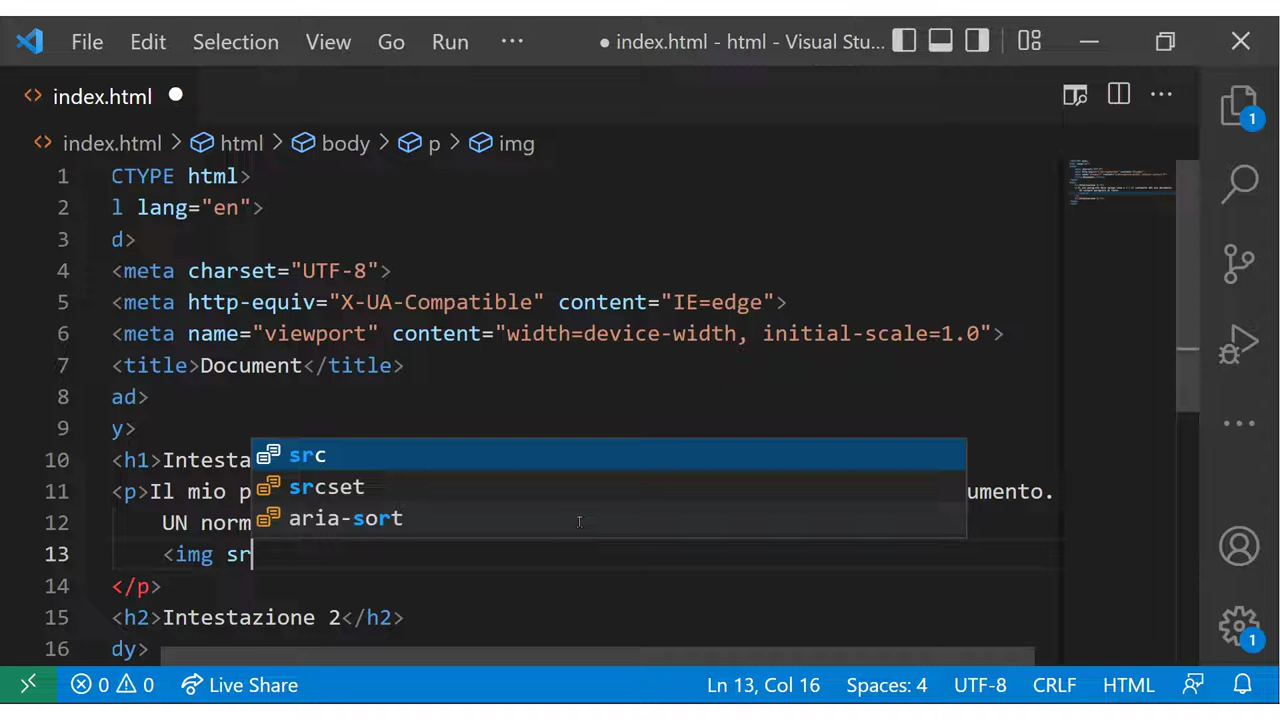 File Edit Selection View Go Run ··· ● index.html - html - Visual Stu...
index.html ●
index.html > html > body > p > img
1 CTYPE html>
2 l lang="en">
3 d>
4 <meta charset="UTF-8">
5 <meta http-equiv="X-UA-Compatible" content="IE=edge">
6 <meta name="viewport" content="width=device-width, initial-scale=1.0">
7 <title>Document</title>
8 ad>
9 y>
10 <h1>Intesta
src
11 <p>Il mio p umento.
srcset
12 UN norm
aria-sort
13 <img sr
14 </p>
15 <h2>Intestazione 2</h2>
16 dy>
1
1
0 0 Live Share Ln 13, Col 16 Spaces: 4 UTF-8 CRLF HTML